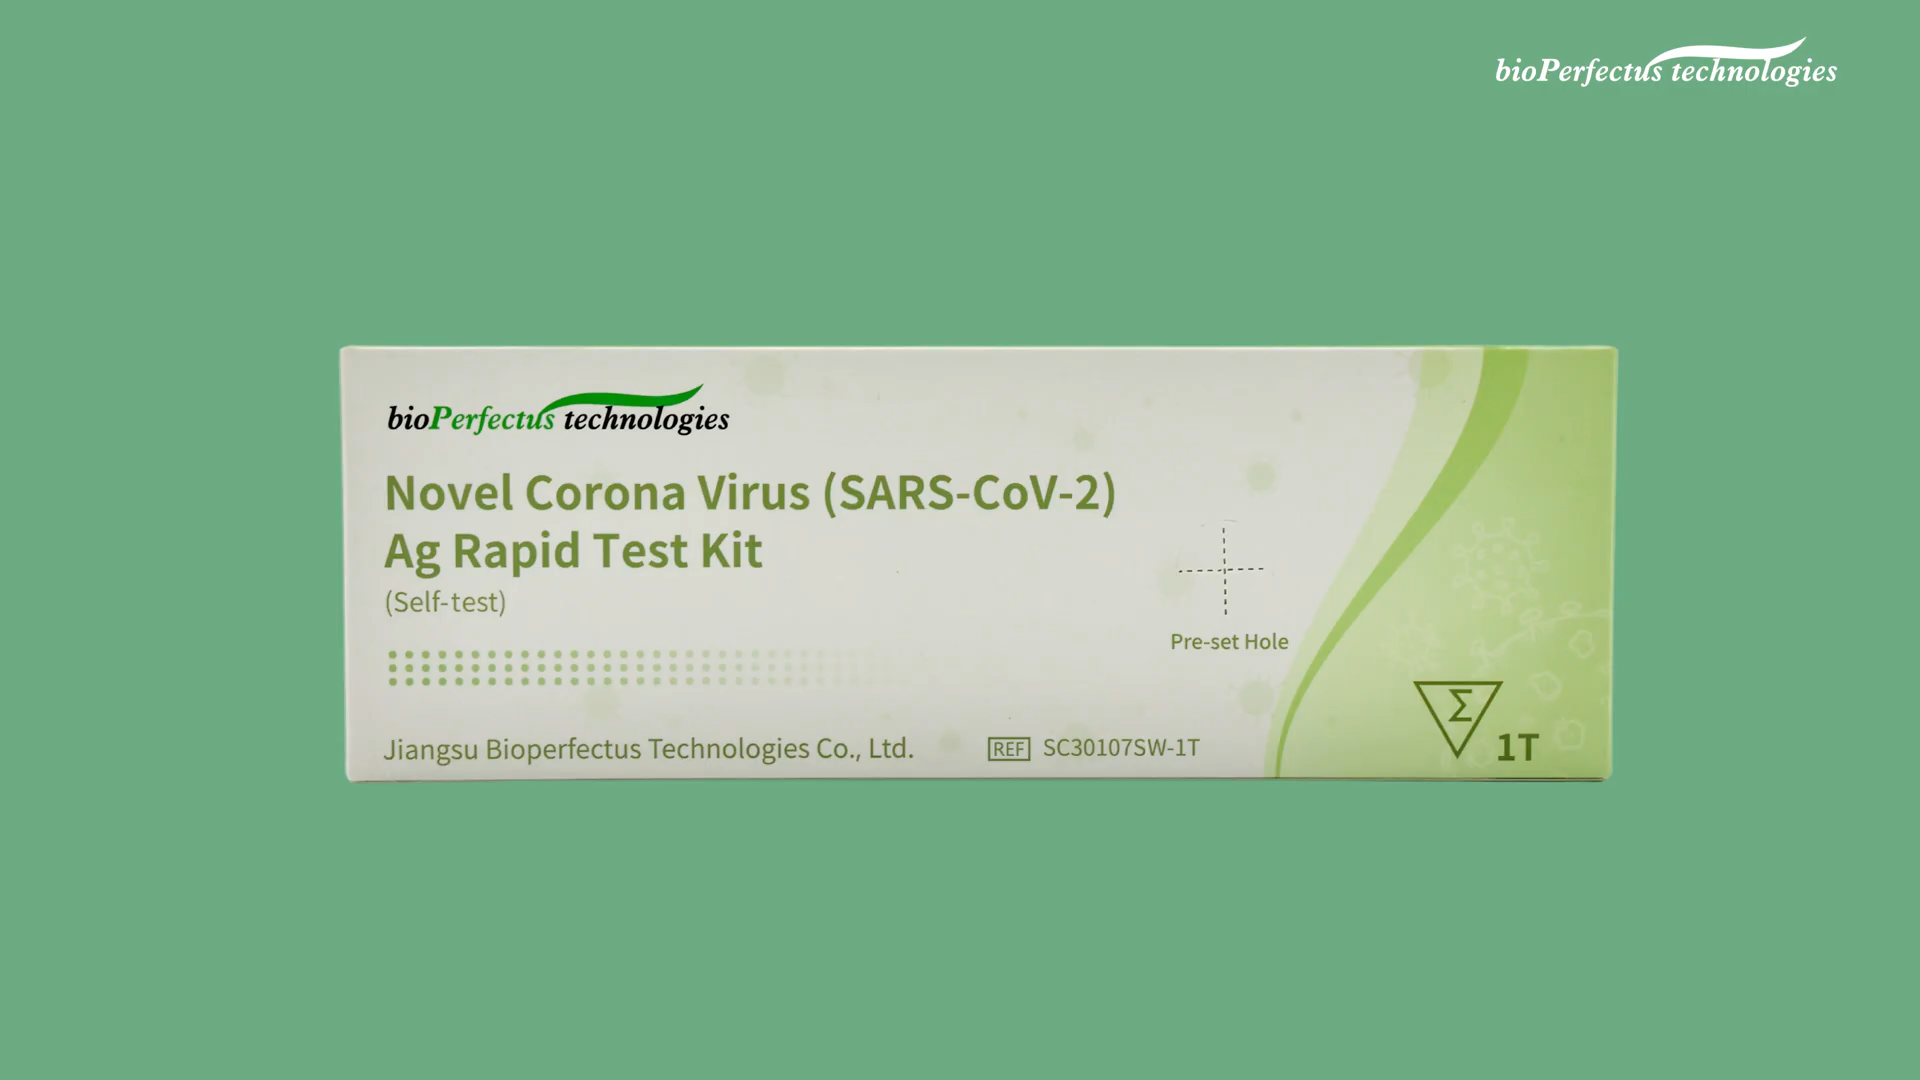 bioPerfectus technologies
bioPerfectus technologies
Novel Corona Virus (SARS-CoV-2)
Ag Rapid Test Kit
(Self-test)
Pre-set Hole
Jiangsu Bioperfectus Technologies Co., Ltd.
REF SC30107SW-1T
Σ 1T